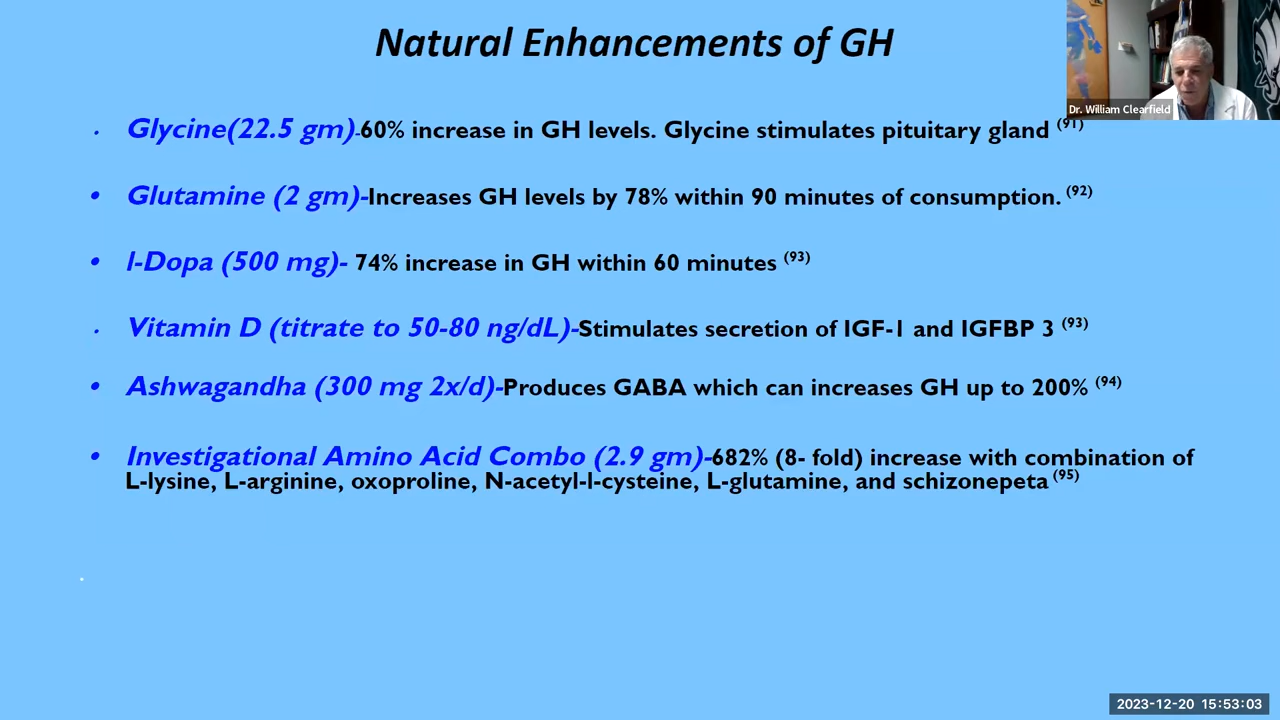 Natural Enhancements of GH
Dr. William Clearfield
• Glycine(22.5 gm)-60% increase in GH levels. Glycine stimulates pituitary gland (91)
• Glutamine (2 gm)-Increases GH levels by 78% within 90 minutes of consumption. (92)
• l-Dopa (500 mg)- 74% increase in GH within 60 minutes (93)
• Vitamin D (titrate to 50-80 ng/dL)-Stimulates secretion of IGF-1 and IGFBP 3 (93)
• Ashwagandha (300 mg 2x/d)-Produces GABA which can increases GH up to 200% (94)
• Investigational Amino Acid Combo (2.9 gm)-682% (8- fold) increase with combination of
L-lysine, L-arginine, oxoproline, N-acetyl-l-cysteine, L-glutamine, and schizonepeta (95)
2023-12-20 15:53:03